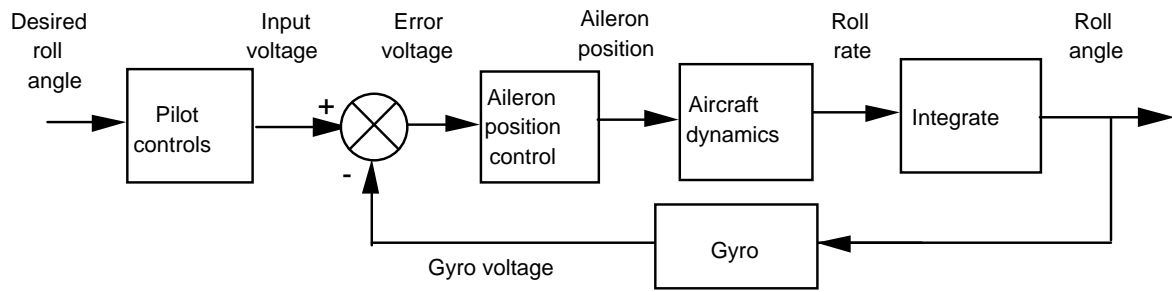 Desired
roll
angle
Input
voltage
Error
voltage
Aileron
position
Roll
rate
Roll
angle
Pilot
controls
+
-
Aileron
position
control
Aircraft
dynamics
Integrate
Gyro
Gyro voltage